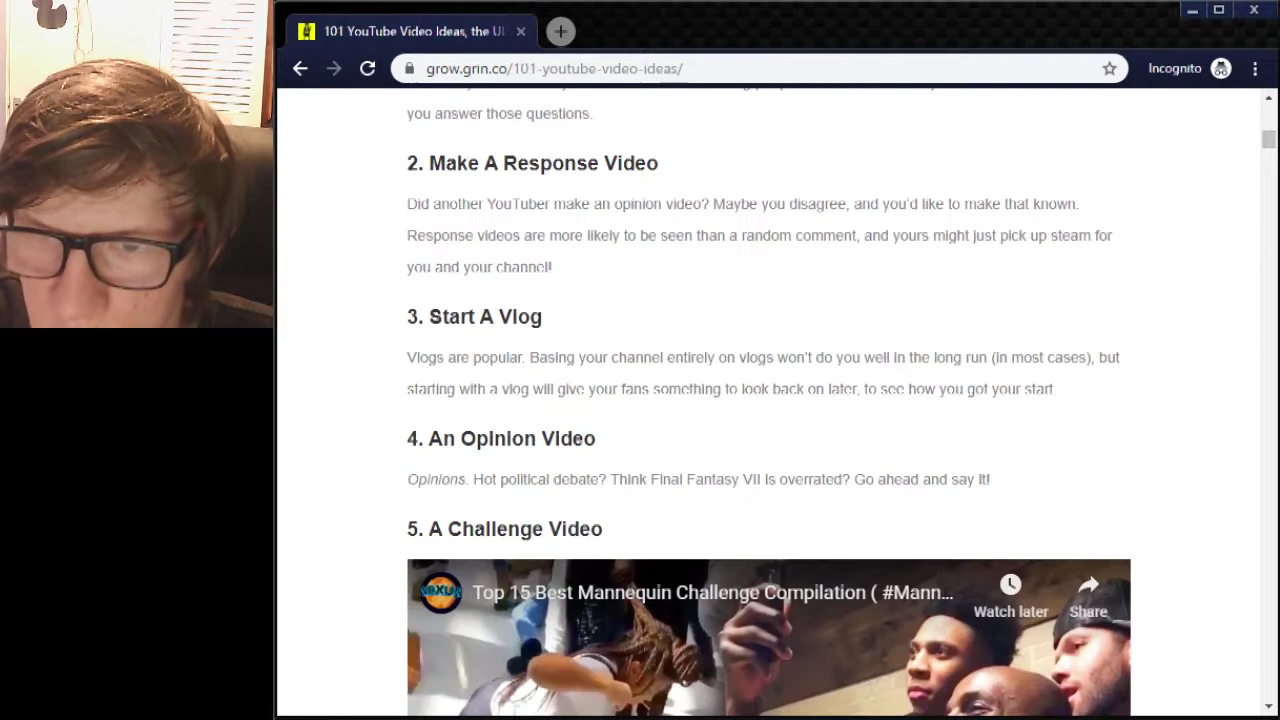 101 YouTube Video Ideas, the Ul
grow.grin.co/101-youtube-video-ideas/
Incognito
you answer those questions.
2. Make A Response Video
Did another YouTuber make an opinion video? Maybe you disagree, and you'd like to make that known.
Response videos are more likely to be seen than a random comment, and yours might just pick up steam for
you and your channel!
3. Start A Vlog
Vlogs are popular. Basing your channel entirely on vlogs won't do you well in the long run (in most cases), but
starting with a vlog will give your fans something to look back on later, to see how you got your start.
4. An Opinion Video
Opinions. Hot political debate? Think Final Fantasy VII is overrated? Go ahead and say it!
5. A Challenge Video
Top 15 Best Mannequin Challenge Compilation ( #Mann...
Watch later
Share